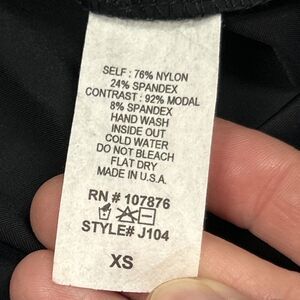 SELF : 76% NYLON
24% SPANDEX
CONTRAST : 92% MODAL
8% SPANDEX
HAND WASH
INSIDE OUT
COLD WATER
DO NOT BLEACH
FLAT DRY
MADE IN U.S.A.
RN # 107876
STYLE# J104
XS